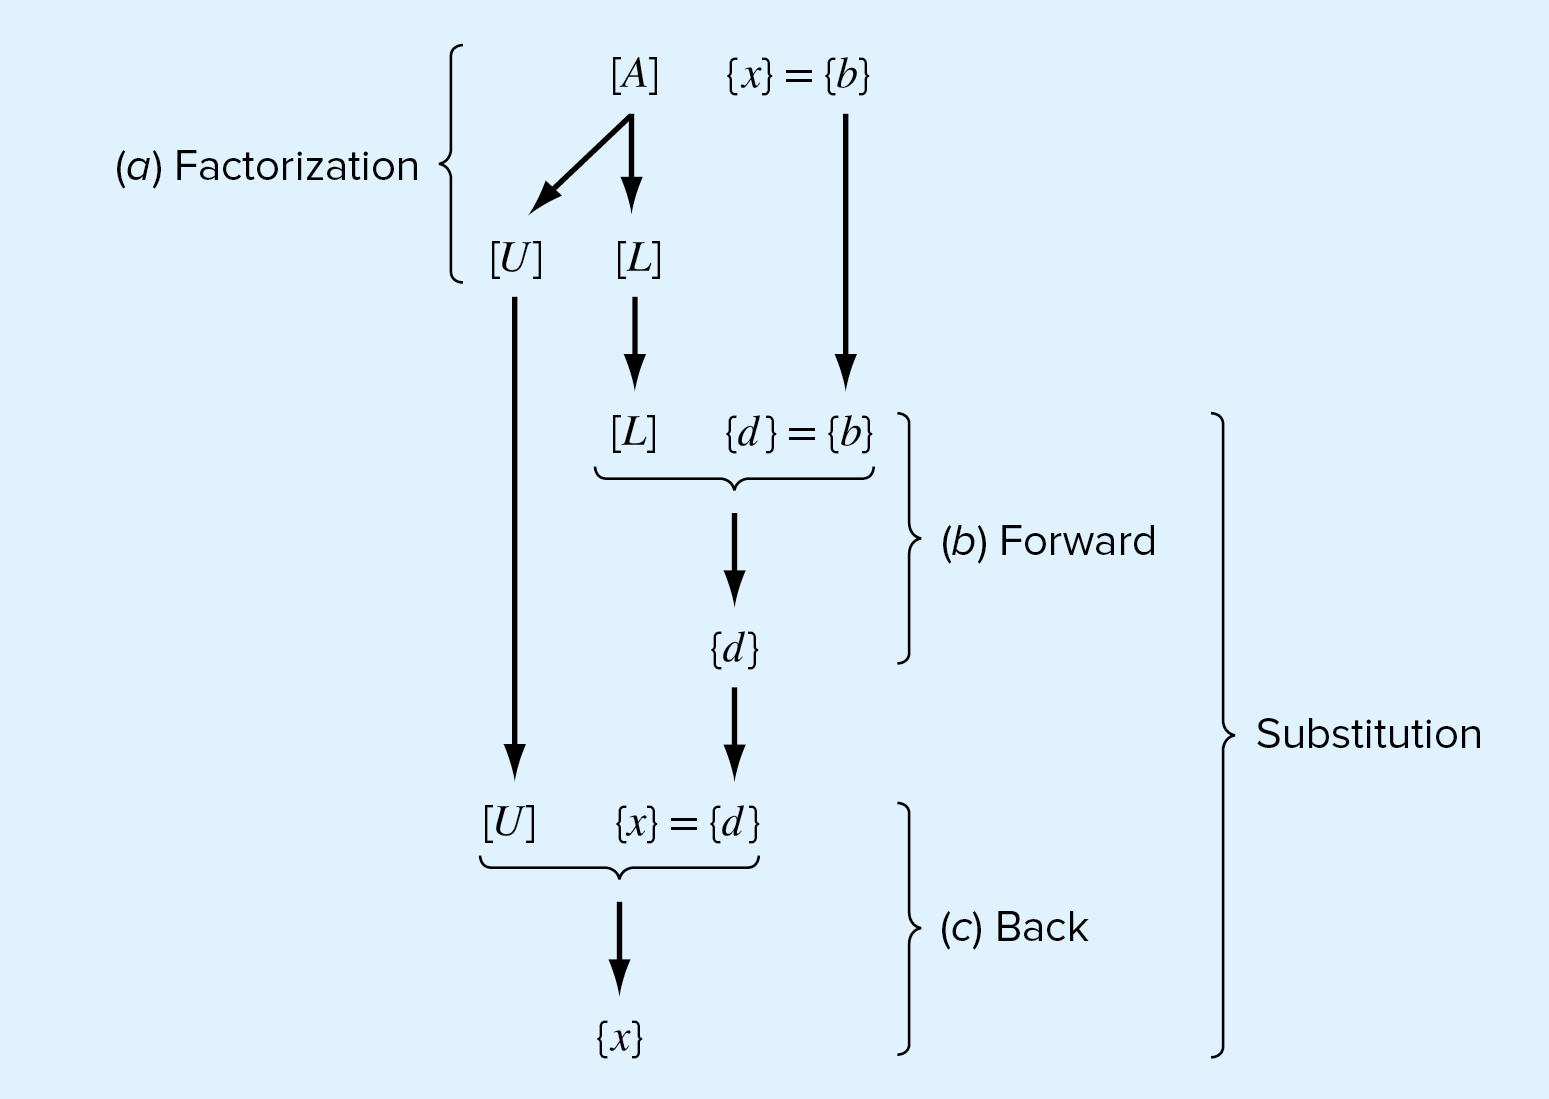 [A] {x} = {b}
(a) Factorization
[U] [L]
[L] {d} = {b}
(b) Forward
{d}
Substitution
[U] {x} = {d}
(c) Back
{x}